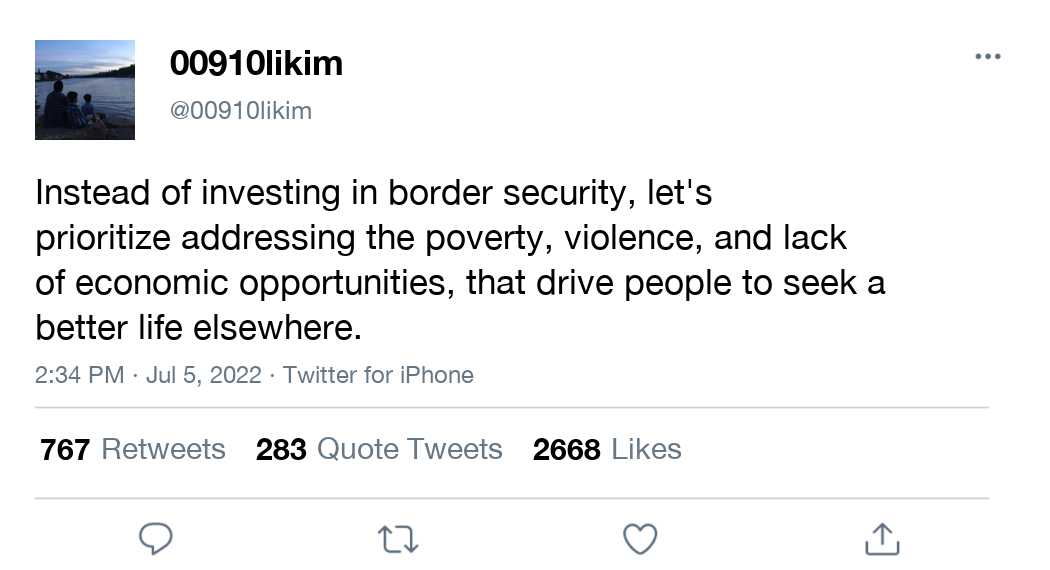 00910likim
@00910likim
Instead of investing in border security, let's
prioritize addressing the poverty, violence, and lack
of economic opportunities, that drive people to seek a
better life elsewhere.
2:34 PM · Jul 5, 2022 · Twitter for iPhone
767 Retweets 283 Quote Tweets 2668 Likes